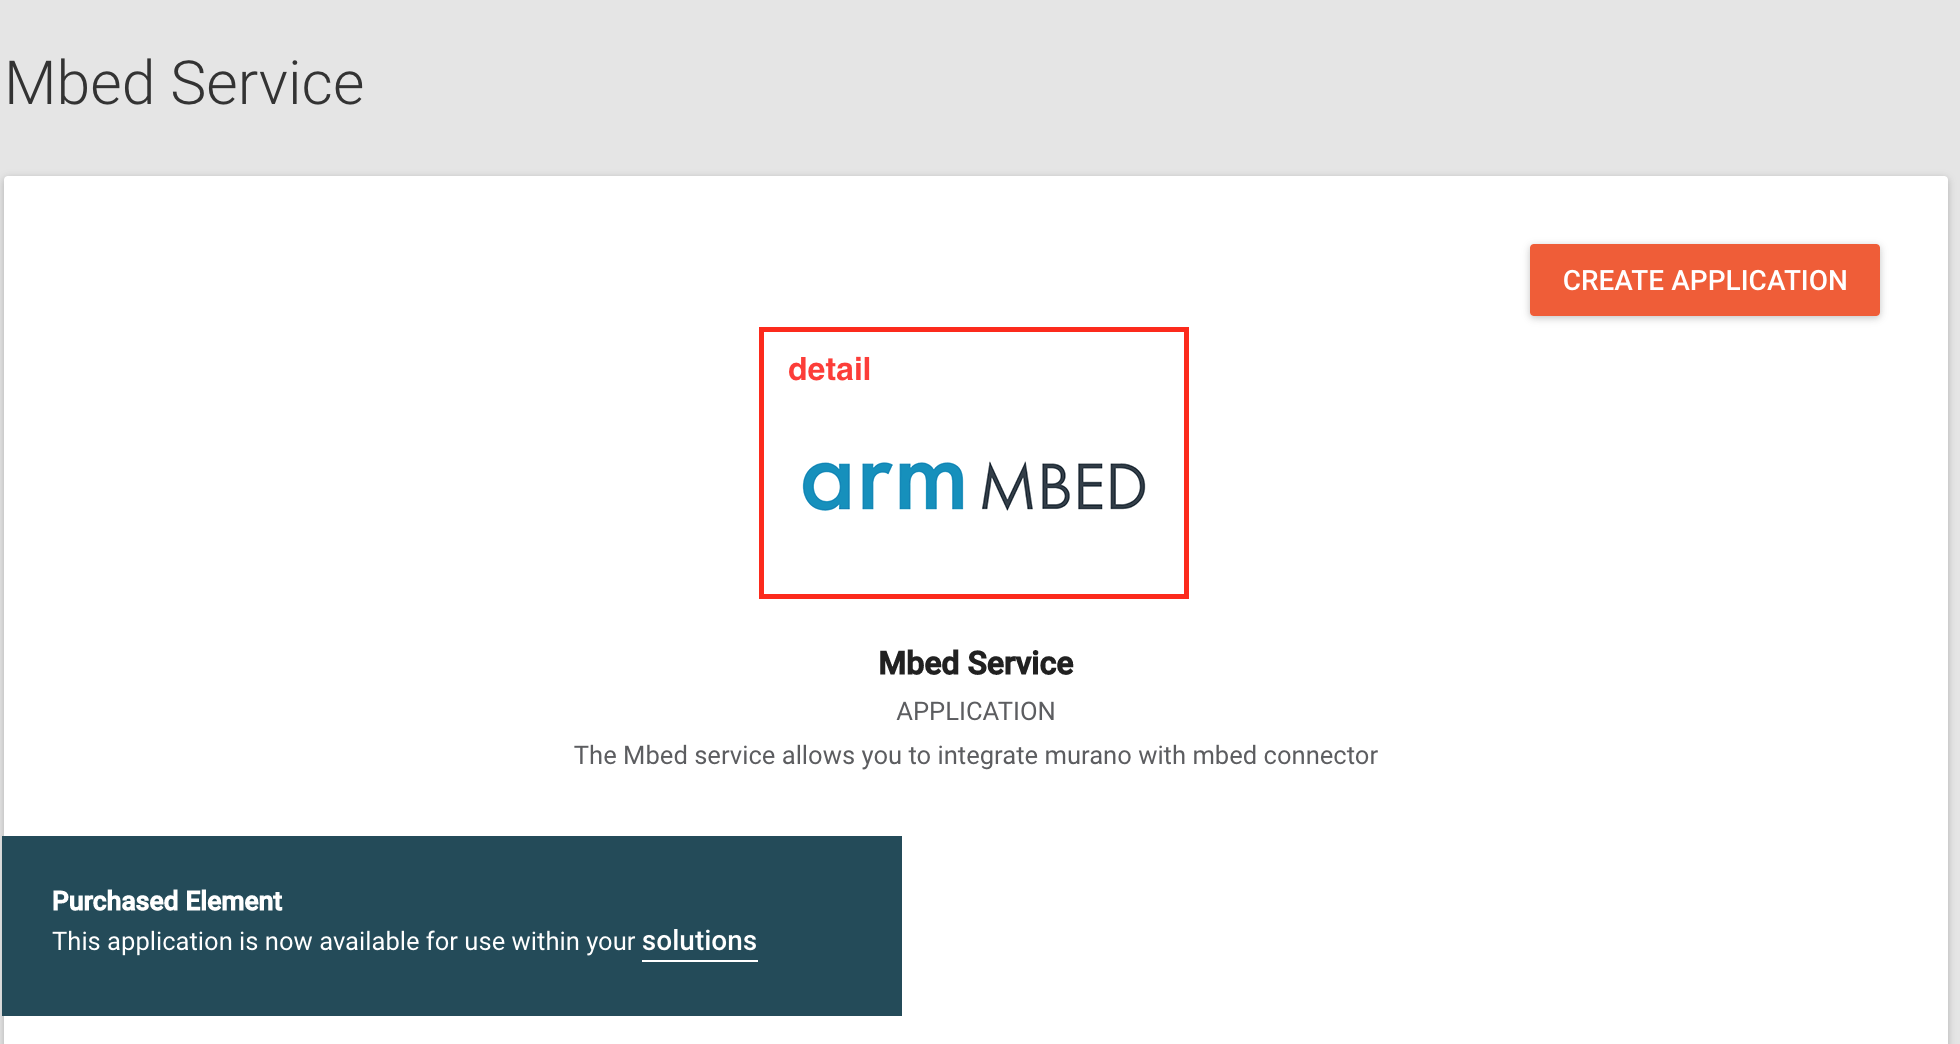 Mbed Service
CREATE APPLICATION
detail
arm MBED
Mbed Service
APPLICATION
The Mbed service allows you to integrate murano with mbed connector
Purchased Element
This application is now available for use within your solutions